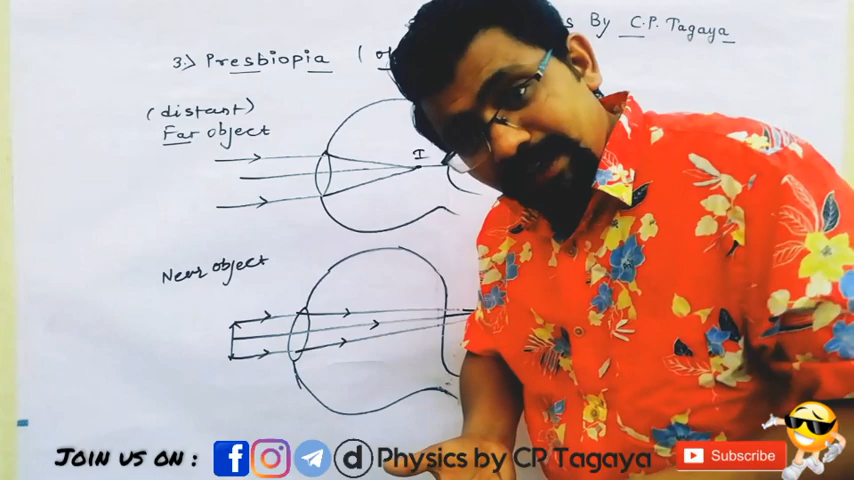 By C.P. Tagaya
3.) Presbiopia (
(distant)
Far object
I
Near object
JOIN US ON : f d Physics by CP Tagaya
Subscribe